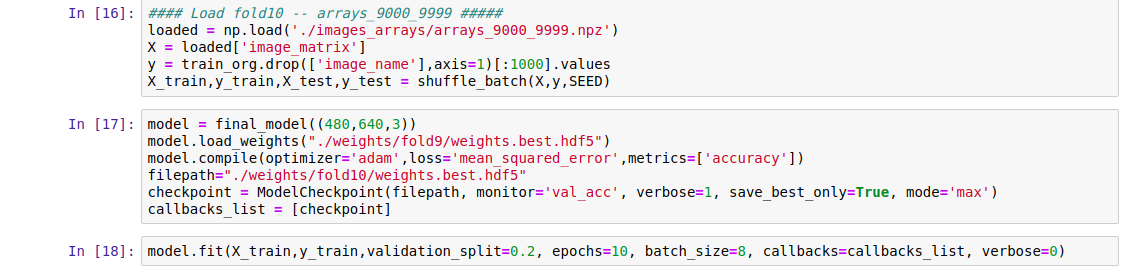 In [16]: #### Load fold10 -- arrays_9000_9999 #####
loaded = np.load('./images_arrays/arrays_9000_9999.npz')
X = loaded['image_matrix']
y = train_org.drop(['image_name'],axis=1)[:1000].values
X_train,y_train,X_test,y_test = shuffle_batch(X,y,SEED)
In [17]: model = final_model((480,640,3))
model.load_weights("./weights/fold9/weights.best.hdf5")
model.compile(optimizer='adam',loss='mean_squared_error',metrics=['accuracy'])
filepath="./weights/fold10/weights.best.hdf5"
checkpoint = ModelCheckpoint(filepath, monitor='val_acc', verbose=1, save_best_only=True, mode='max')
callbacks_list = [checkpoint]
In [18]: model.fit(X_train,y_train,validation_split=0.2, epochs=10, batch_size=8, callbacks=callbacks_list, verbose=0)